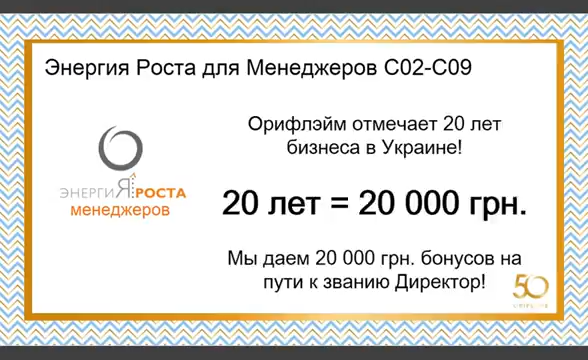 Энергия Роста для Менеджеров С02-С09
Орифлэйм отмечает 20 лет
бизнеса в Украине!
ЭНЕРГИЯ РОСТА
менеджеров
20 лет = 20 000 грн.
Мы даем 20 000 грн. бонусов на
пути к званию Директор!
50